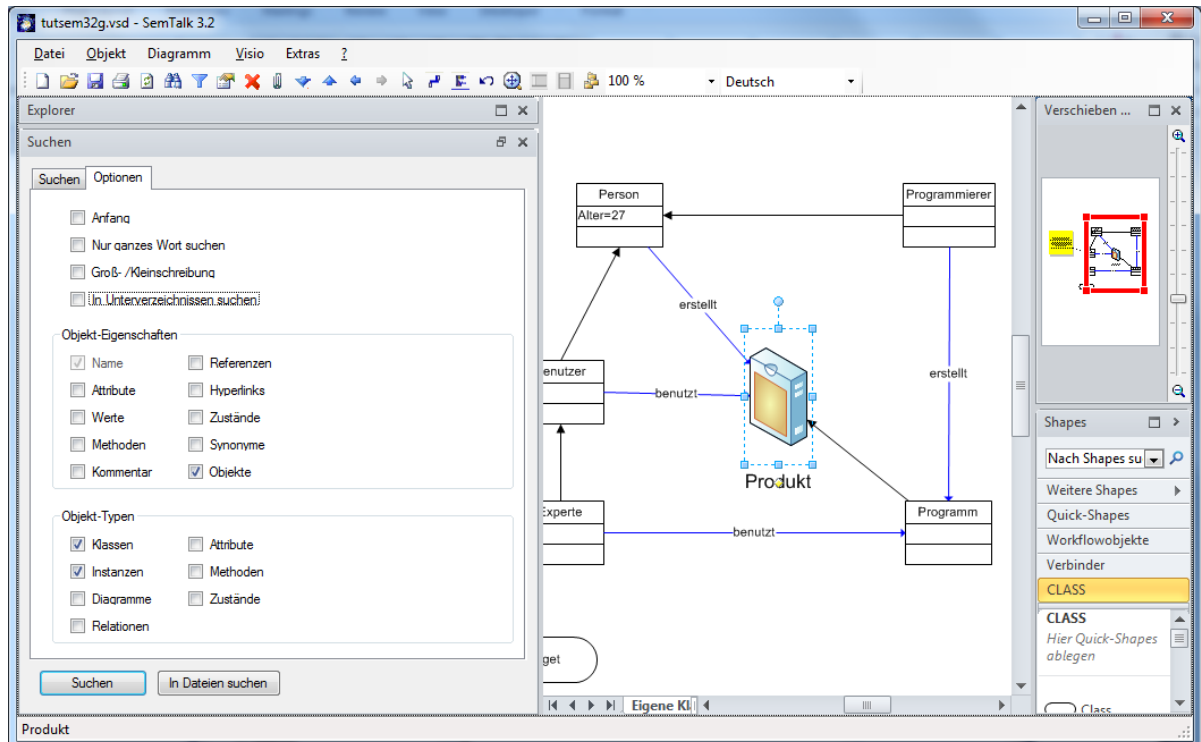 tutsem32g.vsd - SemTalk 3.2
Datei Objekt Diagramm Visio Extras ?
100 % Deutsch
Explorer
Suchen
Suchen Optionen
Anfang
Nur ganzes Wort suchen
Groß- /Kleinschreibung
In Unterverzeichnissen suchen
Objekt-Eigenschaften
Name Referenzen
Attribute Hyperlinks
Werte Zustände
Methoden Synonyme
Kommentar Objekte
Objekt-Typen
Klassen Attribute
Instanzen Methoden
Diagramme Zustände
Relationen
Suchen In Dateien suchen
Person Programmierer
Alter=27
erstellt
enutzer erstellt
benutzt
Produkt
Experte Programm
benutzt
get
Eigene Kl
Verschieben ...
Shapes
Nach Shapes su
Weitere Shapes
Quick-Shapes
Workflowobjekte
Verbinder
CLASS
CLASS
Hier Quick-Shapes
ablegen
Class
Produkt